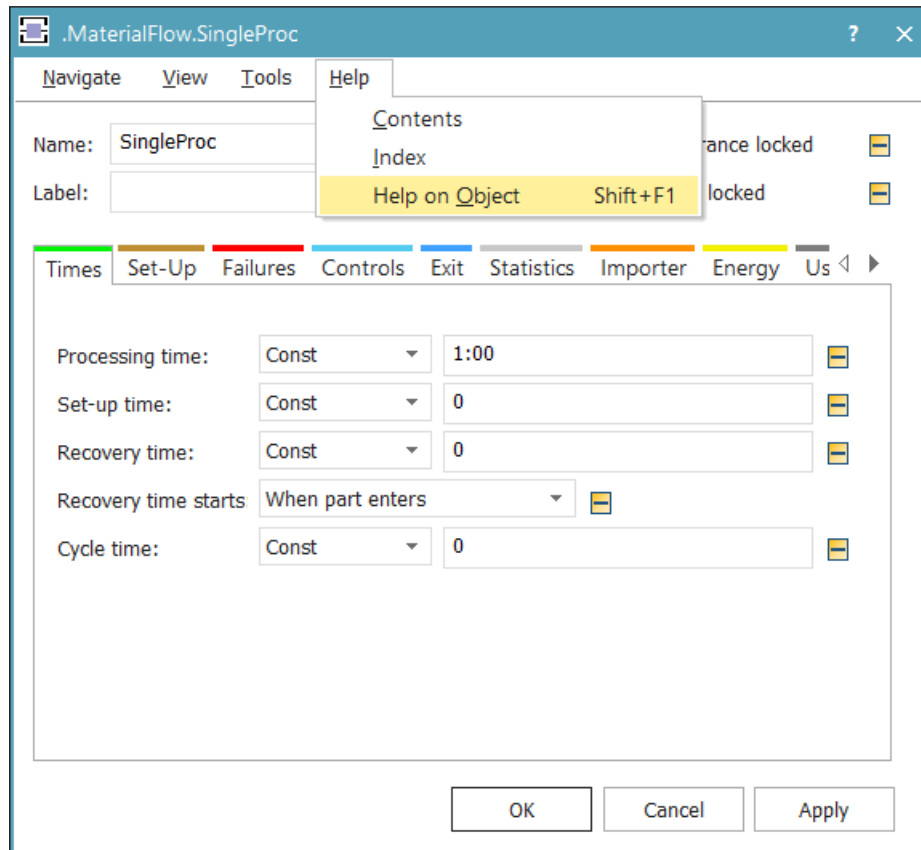 .MaterialFlow.SingleProc ?
Navigate View Tools Help
Contents
Name: SingleProc rance locked
Index
Label: locked
Help on Object Shift+F1
Times Set-Up Failures Controls Exit Statistics Importer Energy Us
Processing time: Const 1:00
Set-up time: Const 0
Recovery time: Const 0
Recovery time starts: When part enters
Cycle time: Const 0
OK Cancel Apply